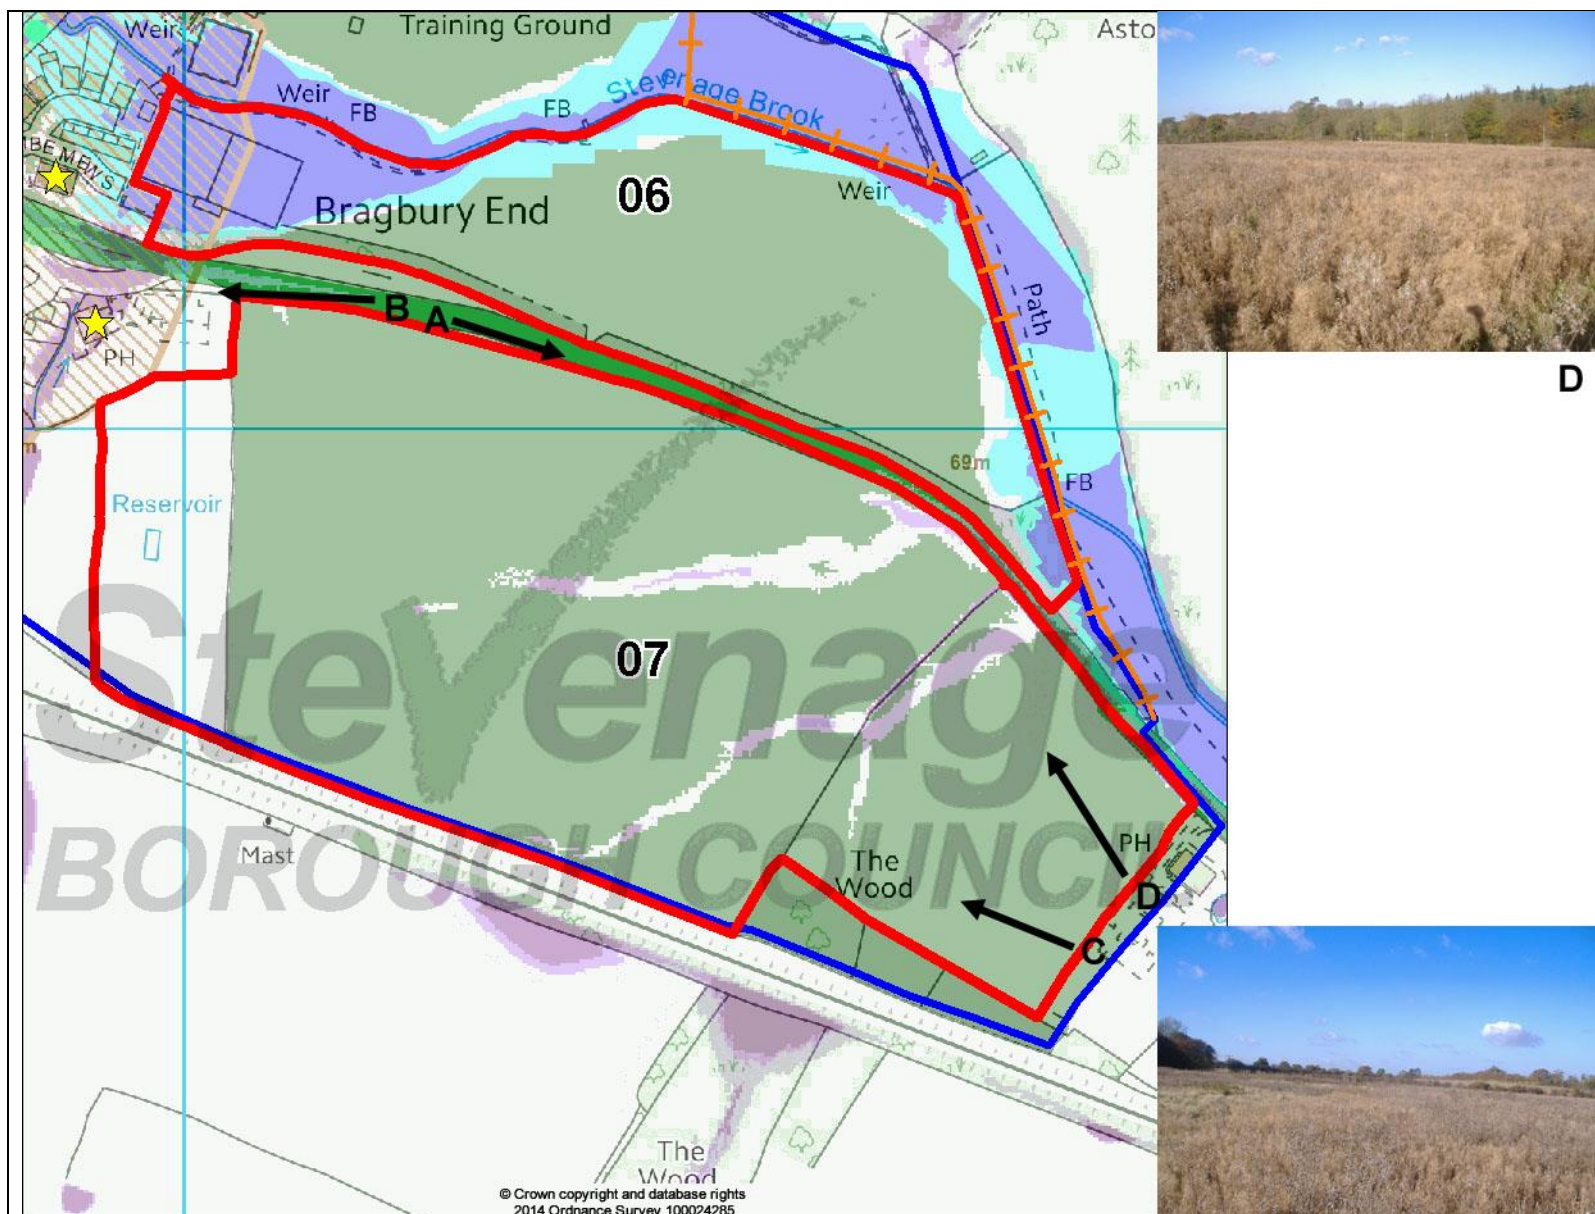 Weir
Training Ground
Asto
Weir
FB
FB
Stevenage Brook
BE MEWS
06
Weir
Bragbury End
Path
B
A
PH
D
69m
m
FB
Reservoir
07
Stevenage
BOROUGH COUNCIL
Mast
The
Wood
PH
D
C
The
Wood
© Crown copyright and database rights
2014 Ordnance Survey 100024285